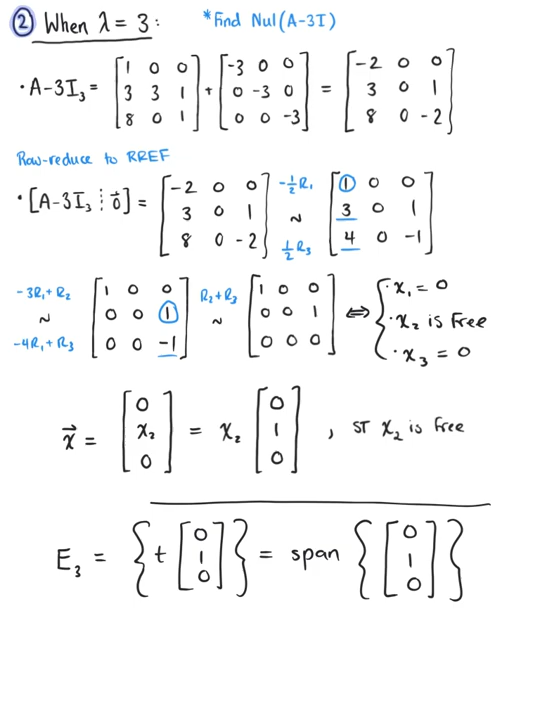 ② When λ = 3: *Find Nul(A-3I)
· A-3I₃ = [1 0 0; 3 3 1; 8 0 1] + [-3 0 0; 0 -3 0; 0 0 -3] = [-2 0 0; 3 0 1; 8 0 -2]
Row-reduce to RREF
· [A-3I₃ ⋮ 0⃗] = [-2 0 0; 3 0 1; 8 0 -2] -½R₁ ~ ½R₃ [1 0 0; 3 0 1; 4 0 -1]
-3R₁+R₂ ~ -4R₁+R₃ [1 0 0; 0 0 1; 0 0 -1] R₂+R₃ ~ [1 0 0; 0 0 1; 0 0 0] ⇔ { · x₁ = 0
· x₂ is Free
· x₃ = 0
x⃗ = [0; x₂; 0] = x₂ [0; 1; 0] , ST x₂ is free
E₃ = { t [0; 1; 0] } = span { [0; 1; 0] }